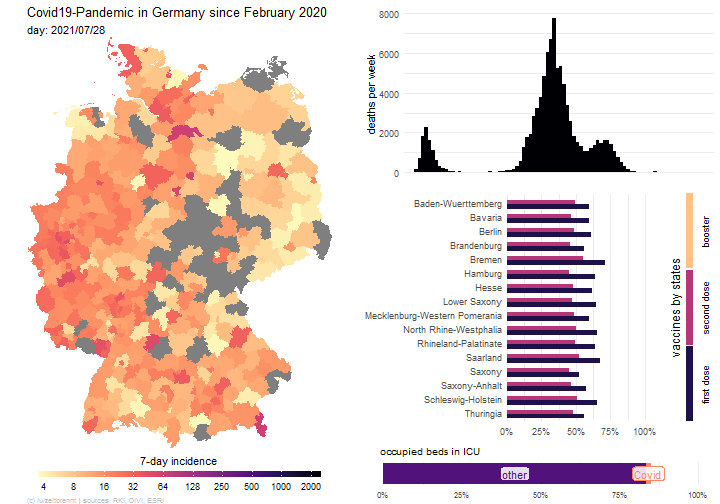 Covid19-Pandemic in Germany since February 2020
day: 2021/07/28
7-day incidence
4 8 16 32 63 125 250 500 1000 2000
(c) /u/zeitbrennt | sources: RKI, DIVI, ESRI
deaths per week
8000
6000
4000
2000
0
Baden-Wuerttemberg
Bavaria
Berlin
Brandenburg
Bremen
Hamburg
Hesse
Lower Saxony
Mecklenburg-Western Pomerania
North Rhine-Westphalia
Rhineland-Palatinate
Saarland
Saxony
Saxony-Anhalt
Schleswig-Holstein
Thuringia
0% 25% 50% 75% 100%
vaccines by states
booster
second dose
first dose
occupied beds in ICU
other Covid
0% 25% 50% 75% 100%